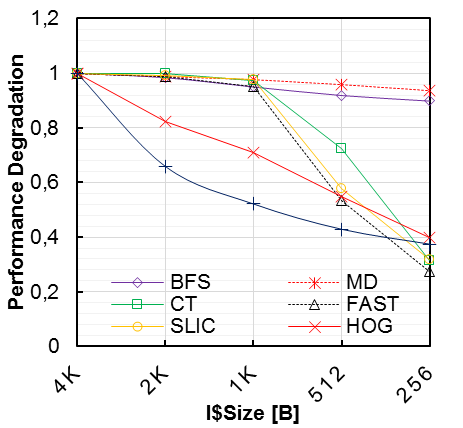 Performance Degradation
1,2
1
0,8
0,6
0,4
0,2
0
BFS
MD
CT
FAST
SLIC
HOG
4K
2K
1K
512
256
I$Size [B]